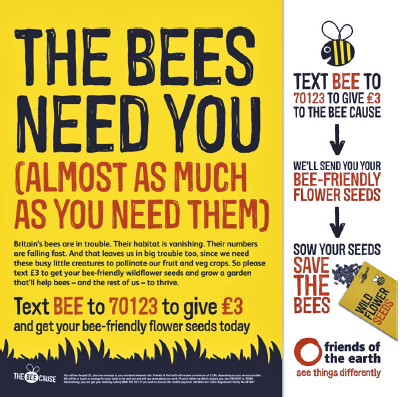 THE BEES
NEED YOU
(ALMOST AS MUCH
AS YOU NEED THEM)
Britain's bees are in trouble. Their habitat is vanishing. Their numbers
are falling fast. And that leaves us in big trouble too, since we need
these busy little creatures to pollinate our fruit and veg crops. So please
text £3 to get your bee-friendly wildflower seeds and grow a garden
that'll help bees – and the rest of us – to thrive.
Text BEE to 70123 to give £3
and get your bee-friendly flower seeds today
THE BEE CAUSE
TEXT BEE TO
70123 TO GIVE £3
TO THE BEE CAUSE
WE'LL SEND YOU YOUR
BEE-FRIENDLY
FLOWER SEEDS
SOW YOUR SEEDS
SAVE
THE
BEES
WILD
FLOWER
SEEDS
friends of
the earth
see things differently